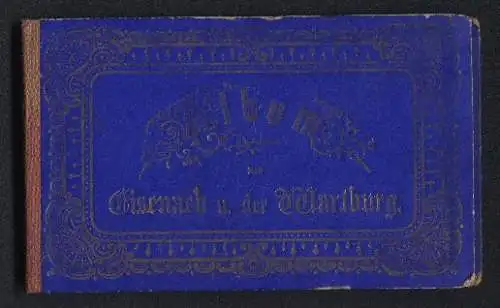 Album
von
Eisenach u. der Wartburg.